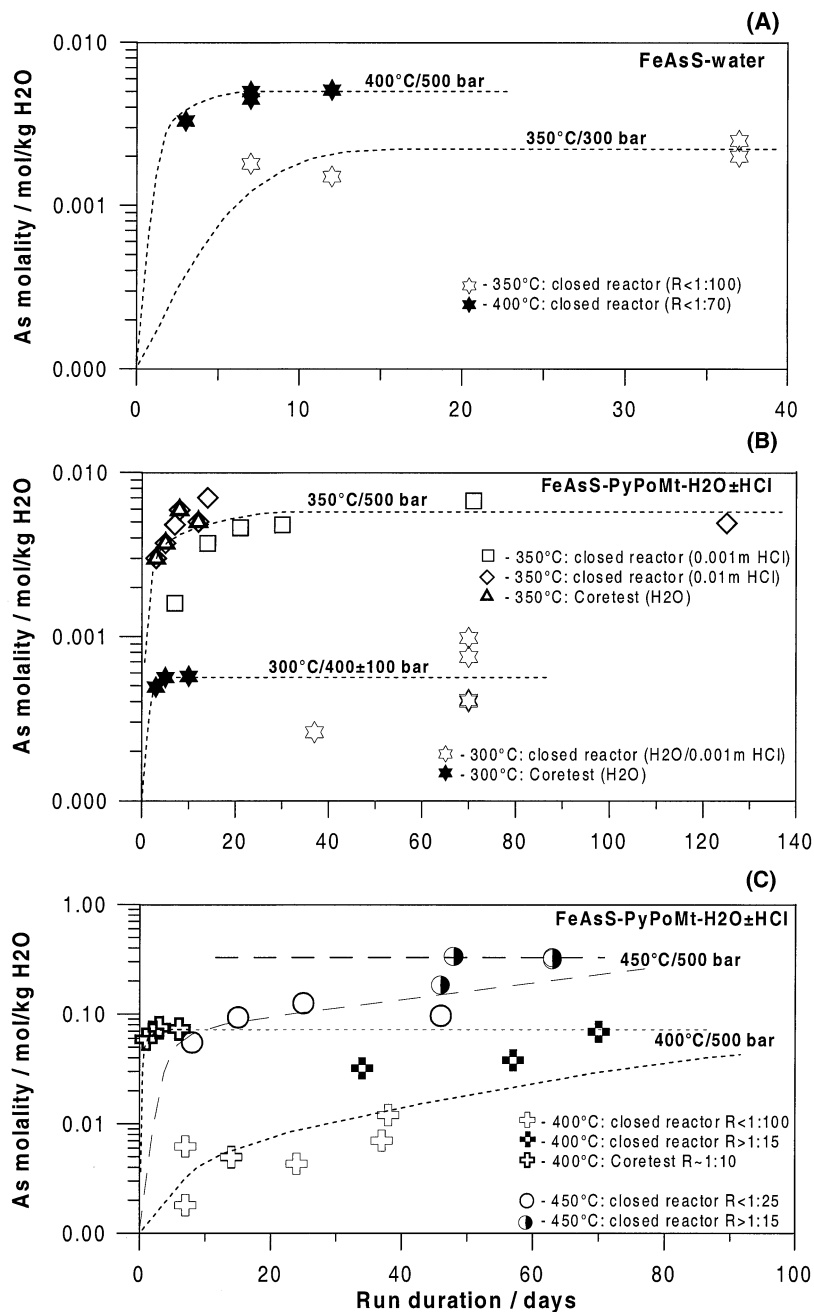 (A)
0.010
FeAsS-water
400°C/500 bar
350°C/300 bar
0.001
As molality / mol/kg H2O
- 350°C: closed reactor (R<1:100)
- 400°C: closed reactor (R<1:70)
0.000
0 10 20 30 40
(B)
0.010
FeAsS-PyPoMt-H2O±HCl
350°C/500 bar
- 350°C: closed reactor (0.001m HCl)
- 350°C: closed reactor (0.01m HCl)
- 350°C: Coretest (H2O)
0.001
As molality / mol/kg H2O
300°C/400±100 bar
- 300°C: closed reactor (H2O/0.001m HCl)
- 300°C: Coretest (H2O)
0.000
0 20 40 60 80 100 120 140
(C)
1.00
FeAsS-PyPoMt-H2O±HCl
450°C/500 bar
0.10
400°C/500 bar
As molality / mol/kg H2O
0.01
- 400°C: closed reactor R<1:100
- 400°C: closed reactor R>1:15
- 400°C: Coretest R~1:10
- 450°C: closed reactor R<1:25
- 450°C: closed reactor R>1:15
0.00
0 20 40 60 80 100
Run duration / days